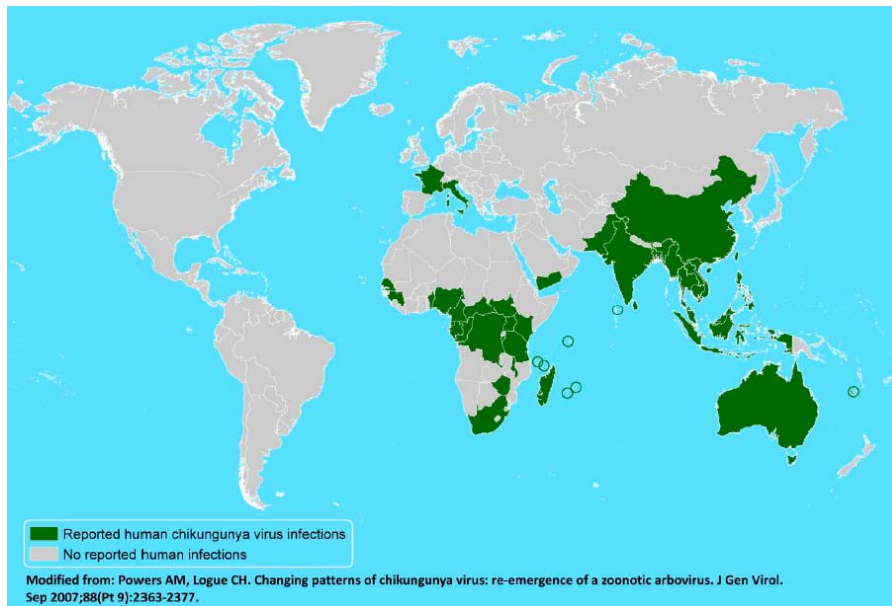 Reported human chikungunya virus infections
No reported human infections
Modified from: Powers AM, Logue CH. Changing patterns of chikungunya virus: re-emergence of a zoonotic arbovirus. J Gen Virol.
Sep 2007;88(Pt 9):2363-2377.